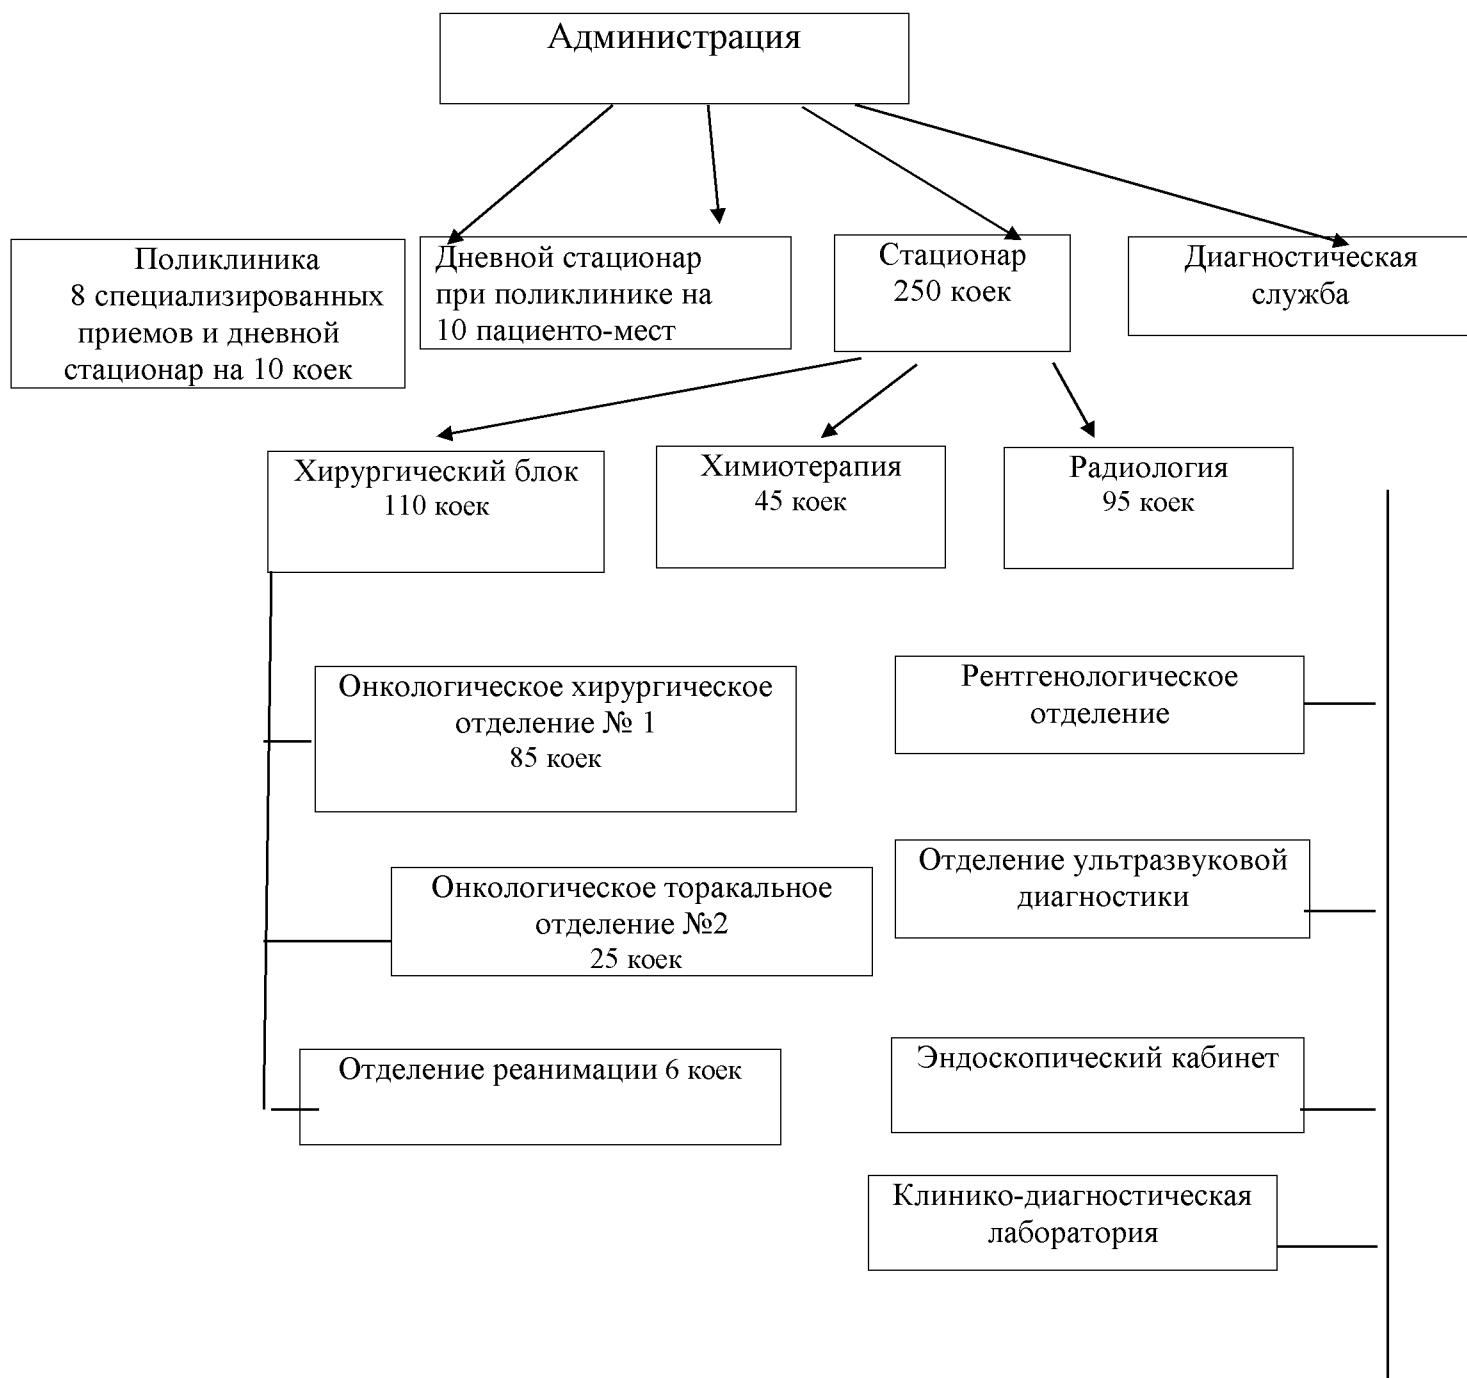 Администрация
Поликлиника
8 специализированных
приемов и дневной
стационар на 10 коек
Дневной стационар
при поликлинике на
10 пациенто-мест
Стационар
250 коек
Диагностическая
служба
Хирургический блок
110 коек
Химиотерапия
45 коек
Радиология
95 коек
Онкологическое хирургическое
отделение № 1
85 коек
Онкологическое торакальное
отделение №2
25 коек
Отделение реанимации 6 коек
Рентгенологическое
отделение
Отделение ультразвуковой
диагностики
Эндоскопический кабинет
Клинико-диагностическая
лаборатория